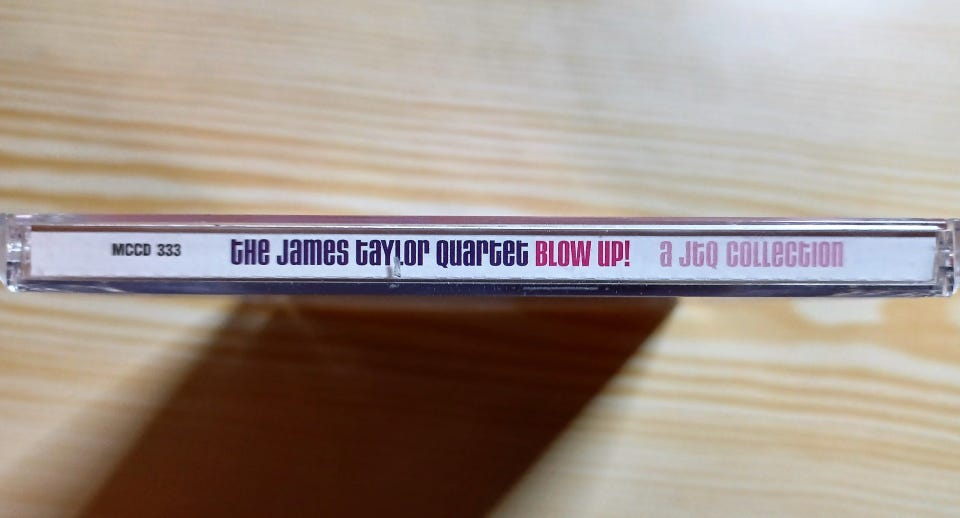 MCCD 333 the James taylor Quartet BLOW UP! a JtQ COLLECtION